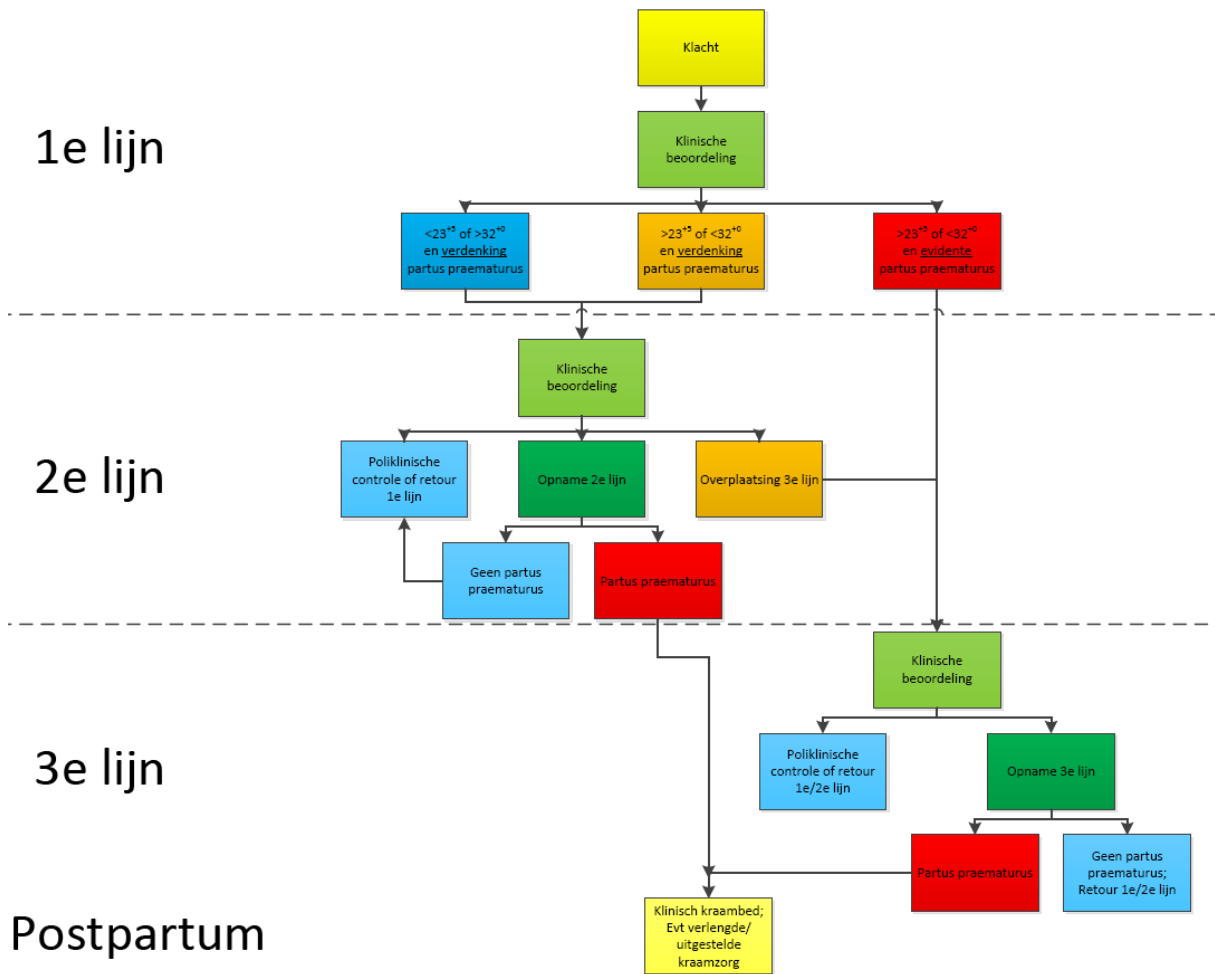 Klacht
1e lijn
Klinische
beoordeling
<23⁺⁵ of >32⁺⁰
en verdenking
partus praematurus
>23⁺⁵ of <32⁺⁰
en verdenking
partus praematurus
>23⁺⁵ of <32⁺⁰
en evidente
partus praematurus
2e lijn
Klinische
beoordeling
Poliklinische
controle of retour
1e lijn
Opname 2e lijn
Overplaatsing 3e lijn
Geen partus
praematurus
Partus praematurus
3e lijn
Klinische
beoordeling
Poliklinische
controle of retour
1e/2e lijn
Opname 3e lijn
Partus praematurus
Geen partus
praematurus;
Retour 1e/2e lijn
Postpartum
Klinisch kraambed;
Evt verlengde/
uitgestelde
kraamzorg